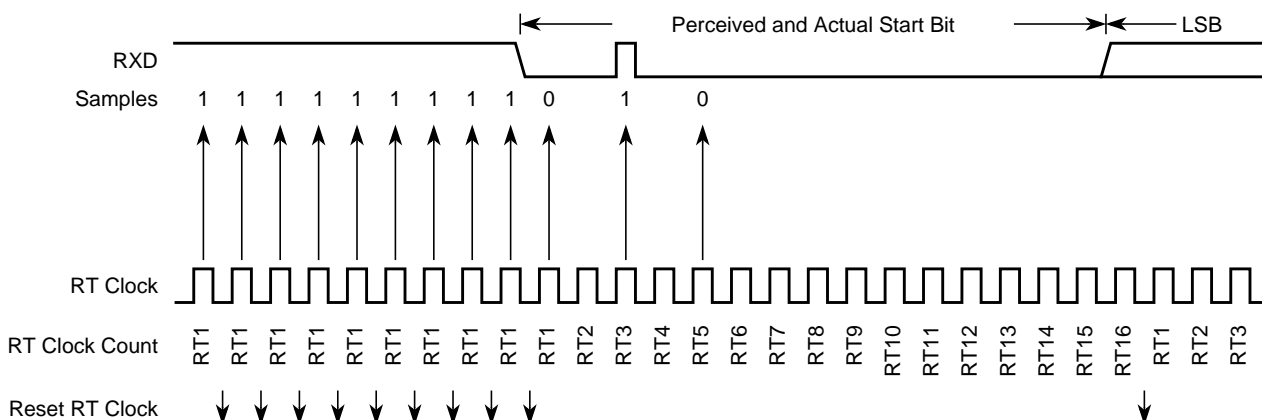 Perceived and Actual Start Bit LSB
RXD
Samples 1 1 1 1 1 1 1 1 1 0 1 0
RT Clock
RT Clock Count RT1 RT1 RT1 RT1 RT1 RT1 RT1 RT1 RT1 RT1 RT2 RT3 RT4 RT5 RT6 RT7 RT8 RT9 RT10 RT11 RT12 RT13 RT14 RT15 RT16 RT1 RT2 RT3
Reset RT Clock